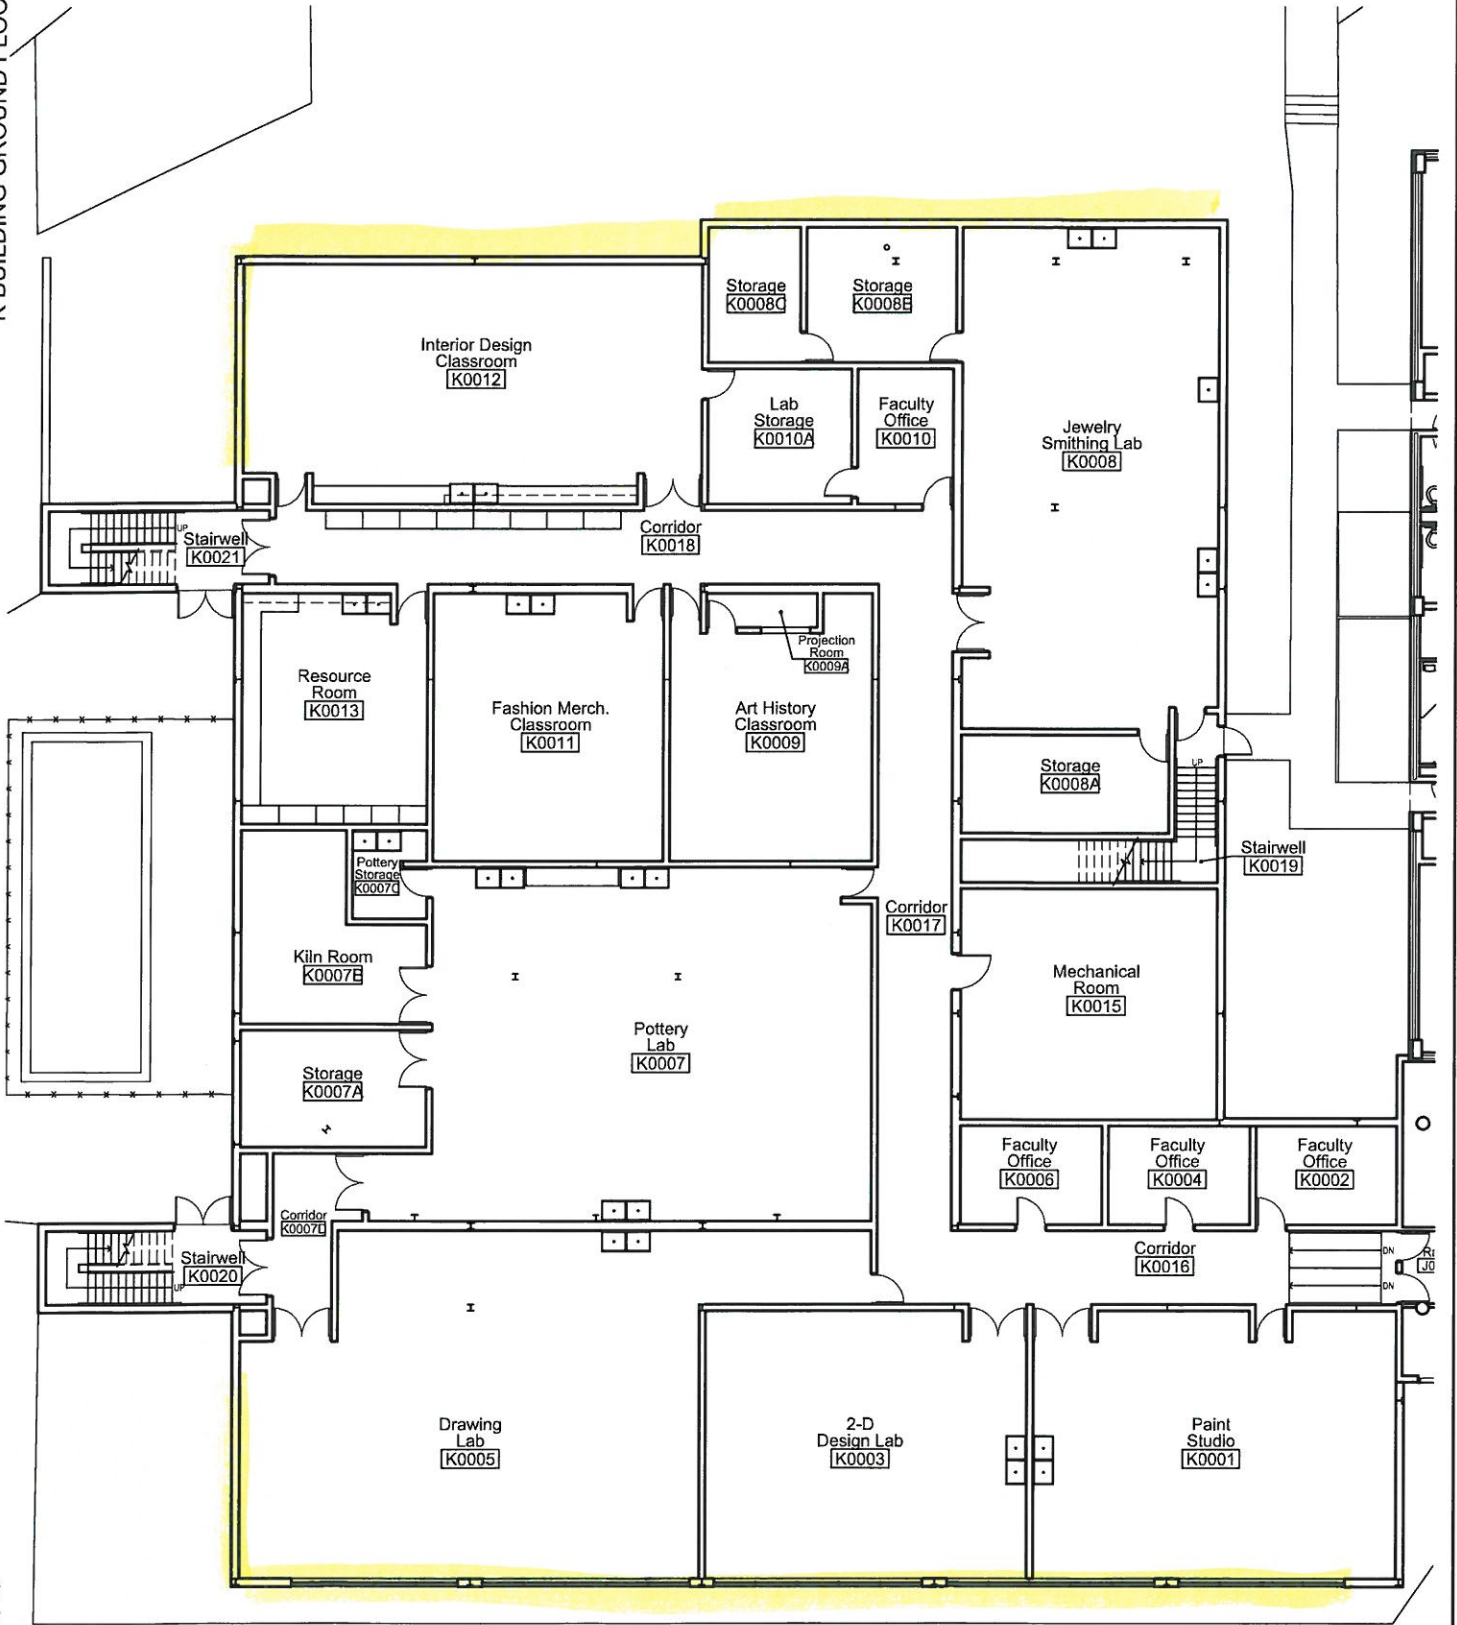 K BUILDING GROUND FLOO
Storage
K0008C
Storage
K0008B
Interior Design
Classroom
K0012
Lab
Storage
K0010A
Faculty
Office
K0010
Jewelry
Smithing Lab
K0008
UP
Stairwell
K0021
Corridor
K0018
Projection
Room
K0009A
Resource
Room
K0013
Fashion Merch.
Classroom
K0011
Art History
Classroom
K0009
Storage
K0008A
UP
Stairwell
K0019
Pottery
Storage
K0007C
Corridor
K0017
Kiln Room
K0007B
Mechanical
Room
K0015
Pottery
Lab
K0007
Storage
K0007A
Faculty
Office
K0006
Faculty
Office
K0004
Faculty
Office
K0002
Corridor
K0007D
Stairwell
K0020
UP
Corridor
K0016
DN
DN
Drawing
Lab
K0005
2-D
Design Lab
K0003
Paint
Studio
K0001